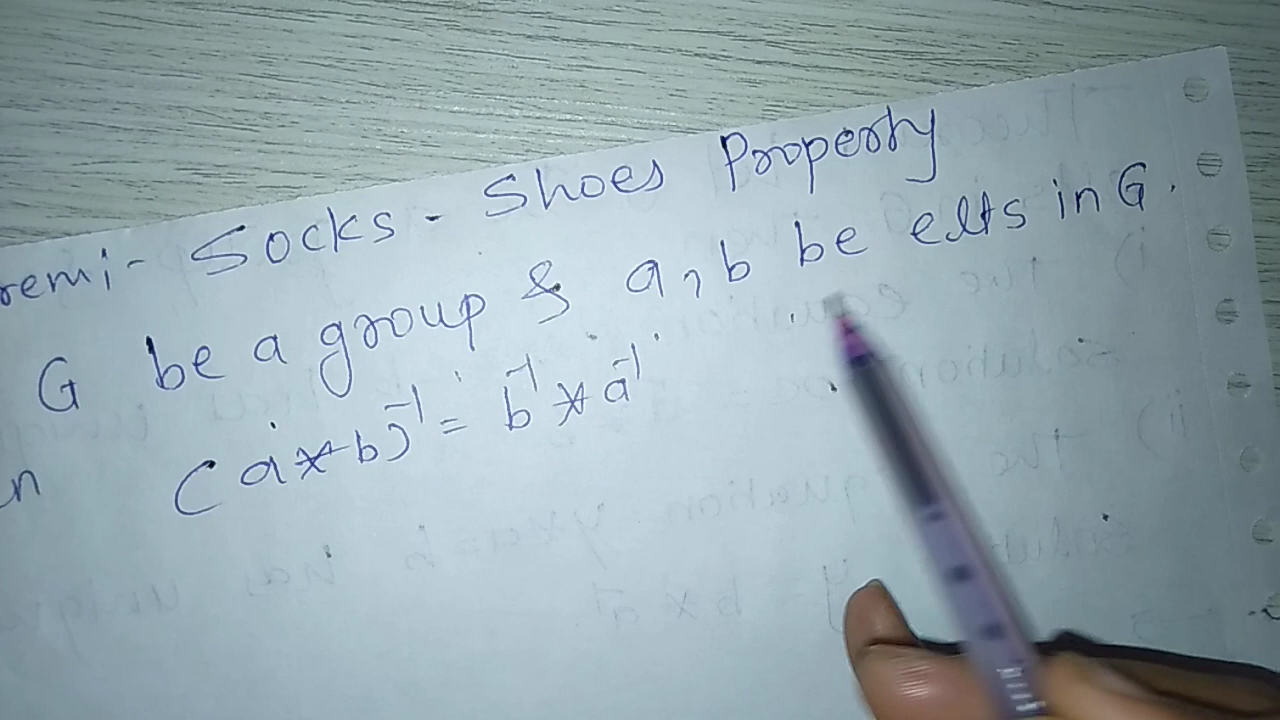 remi- Socks - Shoes Property
G be a group & a, b be elts in G.
n (a*b)⁻¹ = b⁻¹ * a⁻¹